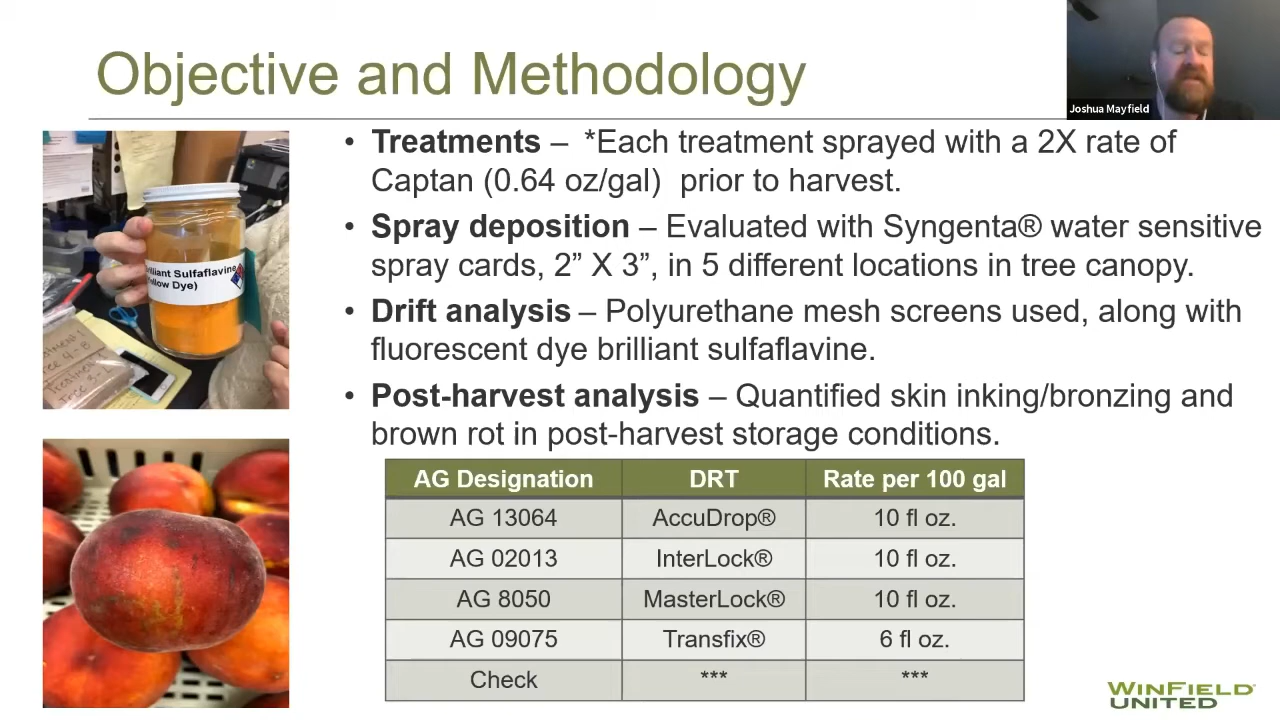 Objective and Methodology
Joshua Mayfield
• Treatments – *Each treatment sprayed with a 2X rate of
Captan (0.64 oz/gal) prior to harvest.
• Spray deposition – Evaluated with Syngenta® water sensitive
spray cards, 2” X 3”, in 5 different locations in tree canopy.
• Drift analysis – Polyurethane mesh screens used, along with
fluorescent dye brilliant sulfaflavine.
• Post-harvest analysis – Quantified skin inking/bronzing and
brown rot in post-harvest storage conditions.
AG Designation DRT Rate per 100 gal
AG 13064 AccuDrop® 10 fl oz.
AG 02013 InterLock® 10 fl oz.
AG 8050 MasterLock® 10 fl oz.
AG 09075 Transfix® 6 fl oz.
Check *** ***
Sulfaflavine
Dye)
WINFIELD®
UNITED